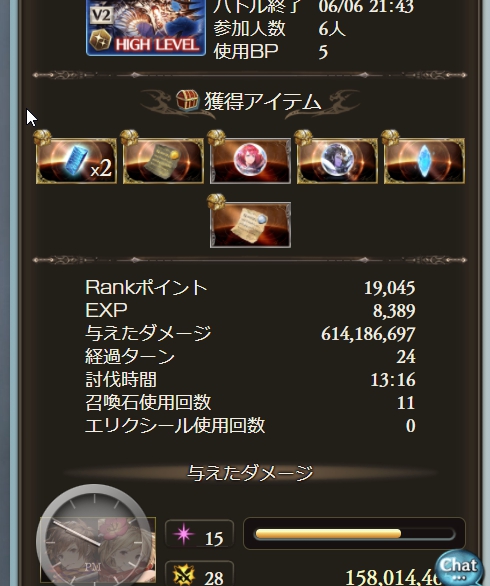 バトル終了 06/06 21:43
V2
参加人数 6人
HIGH LEVEL
使用BP 5
獲得アイテム
x2
Rankポイント 19,045
EXP 8,389
与えたダメージ 614,186,697
経過ターン 24
討伐時間 13:16
召喚石使用回数 11
エリクシール使用回数 0
与えたダメージ
PM
15
28 158,014,4
Chat